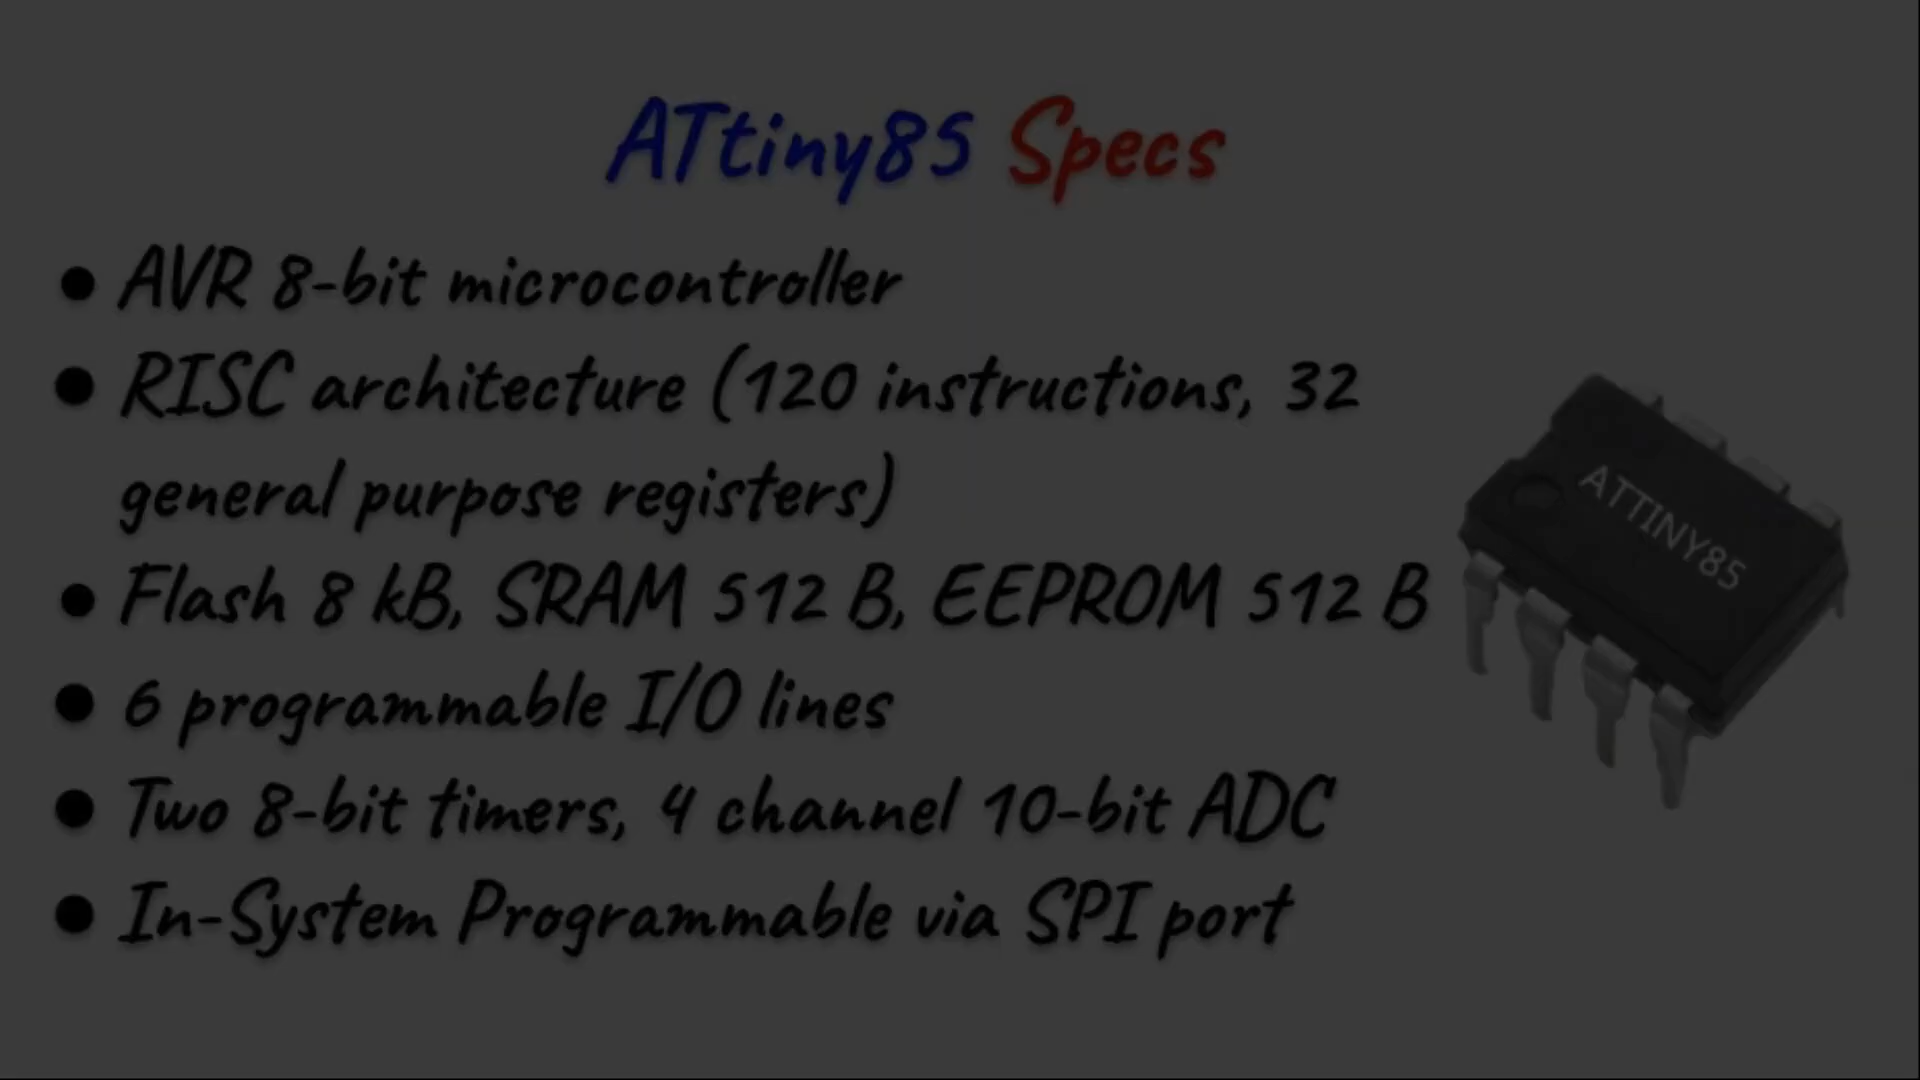 ATtiny85 Specs
● AVR 8-bit microcontroller
● RISC architecture (120 instructions, 32
general purpose registers)
● Flash 8 kB, SRAM 512 B, EEPROM 512 B
● 6 programmable I/O lines
● Two 8-bit timers, 4 channel 10-bit ADC
● In-System Programmable via SPI port
ATTINY85